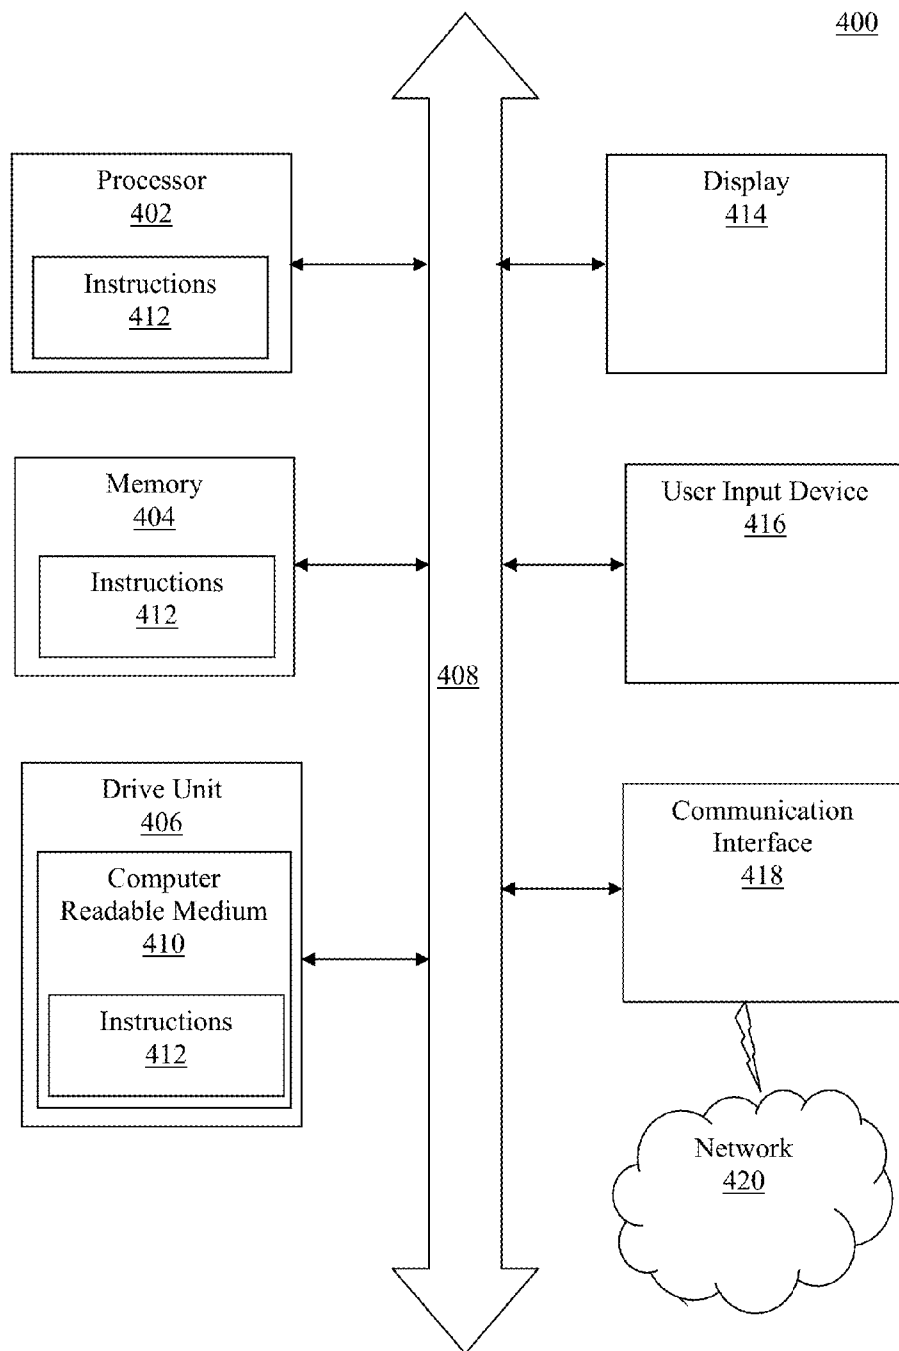 400
Processor
402
Instructions
412
Memory
404
Instructions
412
Drive Unit
406
Computer
Readable Medium
410
Instructions
412
408
Display
414
User Input Device
416
Communication
Interface
418
Network
420